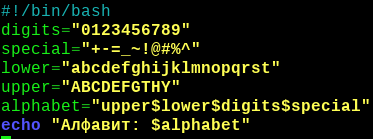 #!/bin/bash
digits="0123456789"
special="+-=_~!@#%^"
lower="abcdefghijklmnopqrst"
upper="ABCDEFGTHY"
alphabet="upper$lower$digits$special"
echo "Алфавит: $alphabet"